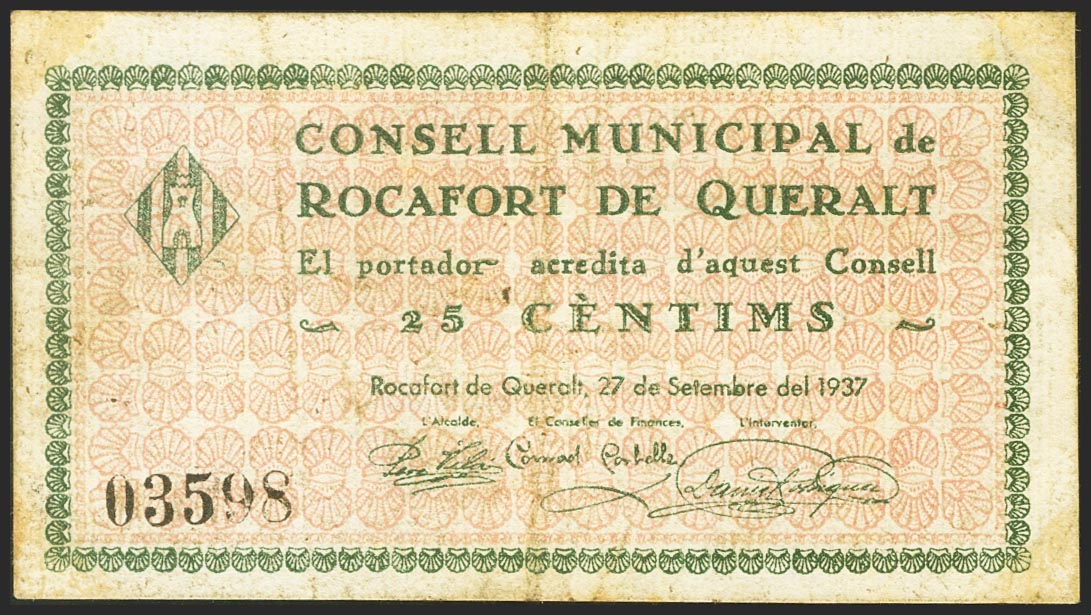 CONSELL MUNICIPAL de
ROCAFORT DE QUERALT
El portador acredita d'aquest Consell
25 CÈNTIMS
Rocafort de Queralt, 27 de Setembre del 1937
L'Alcalde, El Conseller de Finances, L'Interventor,
03598